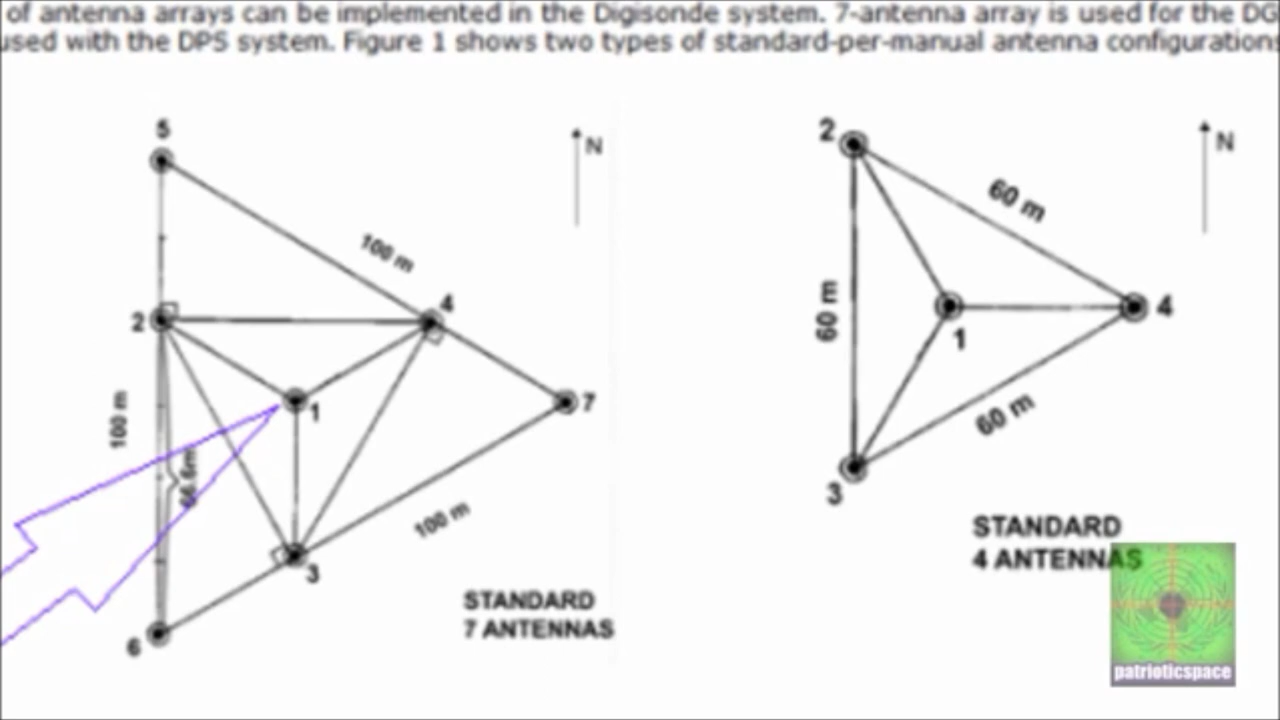 of antenna arrays can be implemented in the Digisonde system. 7-antenna array is used for the DG
used with the DPS system. Figure 1 shows two types of standard-per-manual antenna configurations
5
N
100 m
4
2
1
7
100 m
66.6m
100 m
3
6
STANDARD
7 ANTENNAS
2
N
60 m
60 m
4
1
60 m
3
STANDARD
4 ANTENNAS
patrioticspace